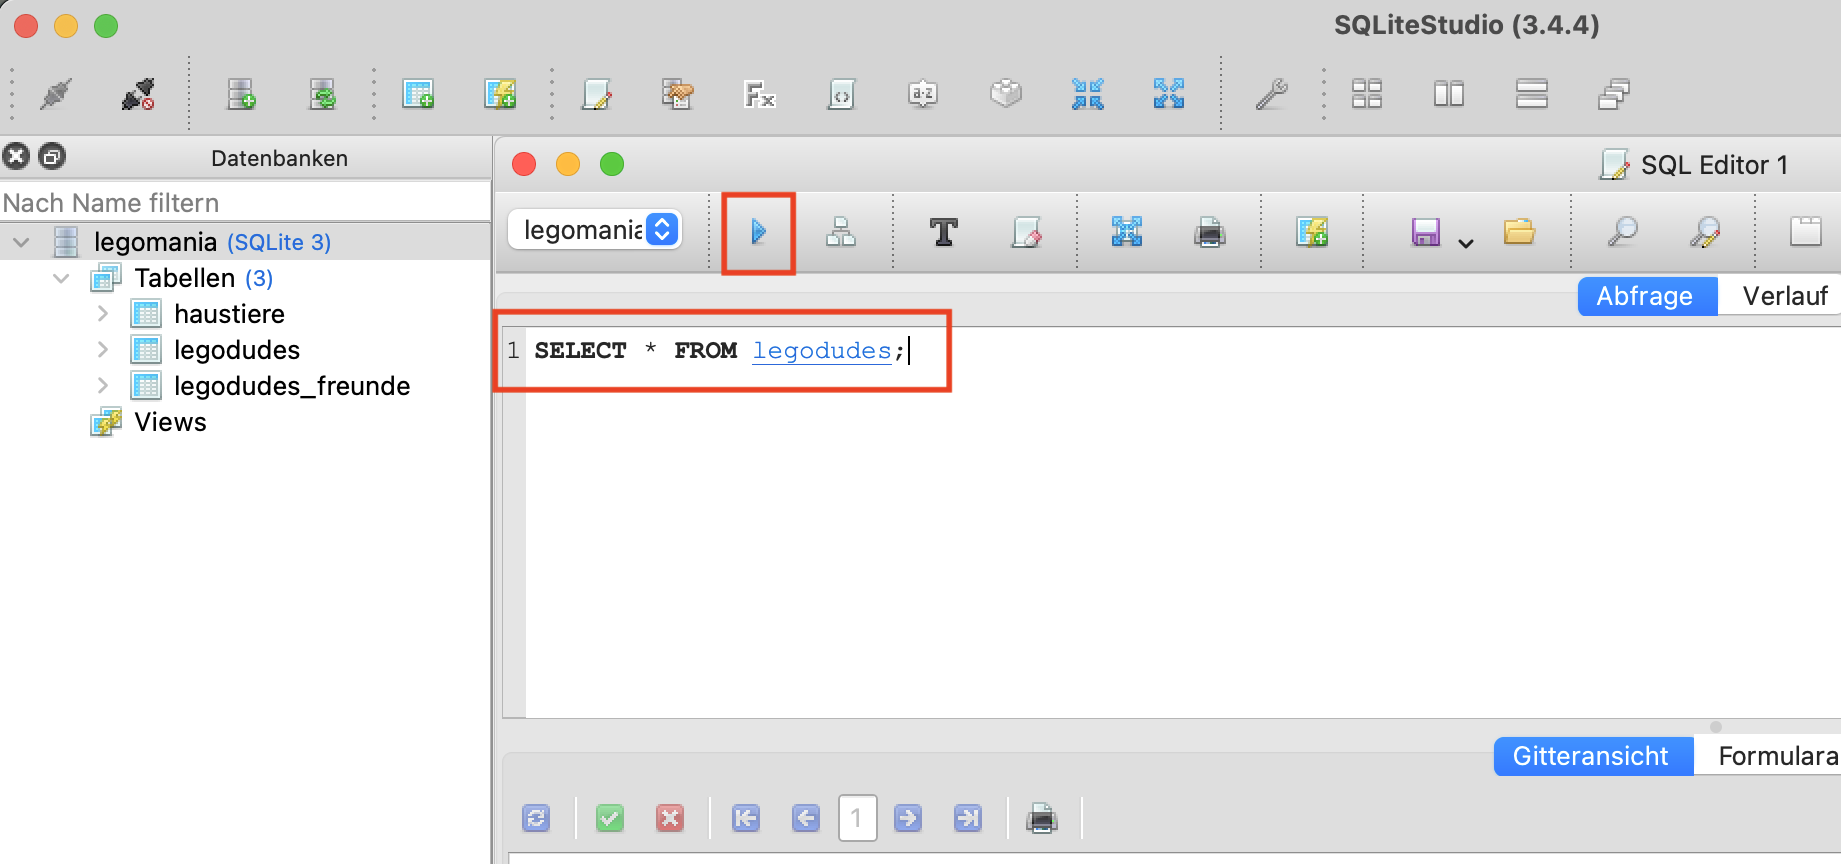 SQLiteStudio (3.4.4)
Fx
a·z
Datenbanken
Nach Name filtern
legomania (SQLite 3)
Tabellen (3)
haustiere
legodudes
legodudes_freunde
Views
SQL Editor 1
legomania
T
Abfrage
Verlauf
1 SELECT * FROM legodudes;
Gitteransicht
Formulara
1